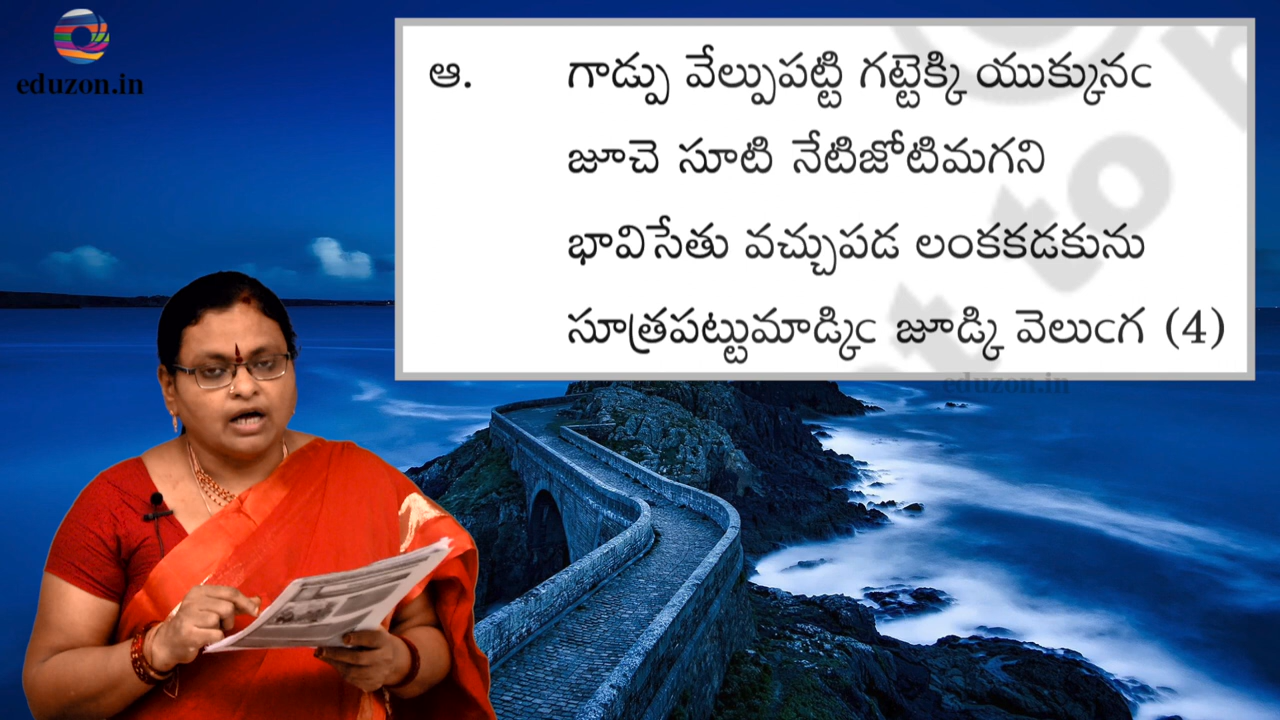 eduzon.in
ఆ. గాడ్పు వేల్పుపట్టి గట్టెక్కి యుక్కునఁ
జూచె సూటి నేటిజోటిమగని
భావిసేతు వచ్చుపడ లంకకడకును
సూత్రపట్టుమాడ్కిఁ జూడ్కి వెలుఁగ (4)
eduzon.in